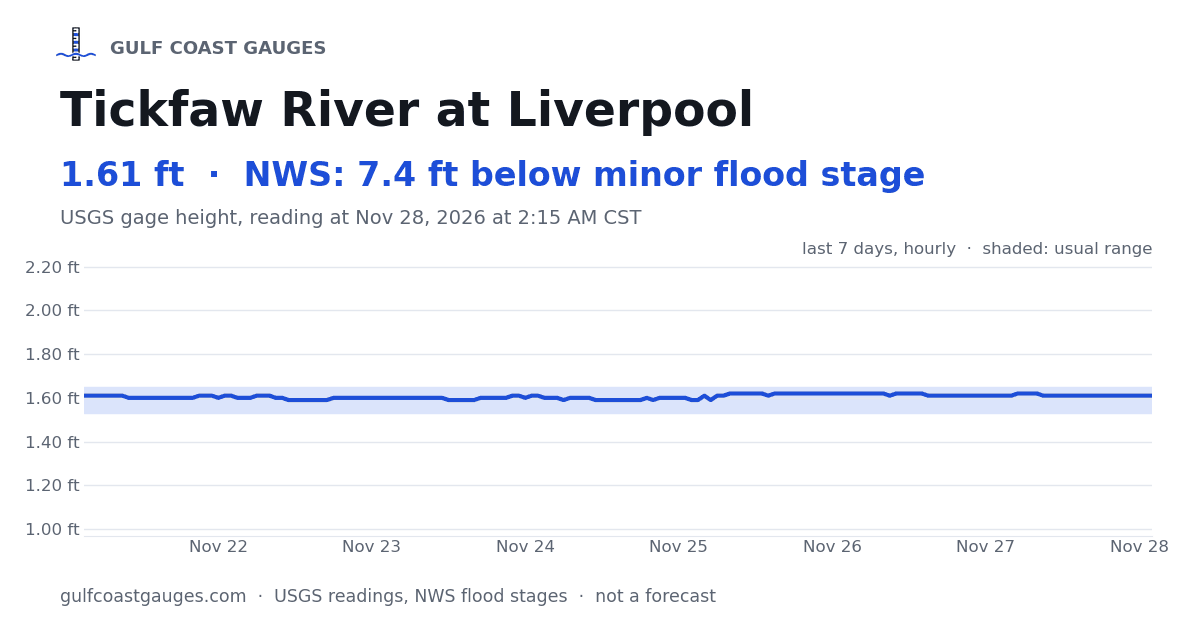 GULF COAST GAUGES
Tickfaw River at Liverpool
1.61 ft · NWS: 7.4 ft below minor flood stage
USGS gage height, reading at Nov 28, 2026 at 2:15 AM CST
last 7 days, hourly · shaded: usual range
2.20 ft
2.00 ft
1.80 ft
1.60 ft
1.40 ft
1.20 ft
1.00 ft
Nov 22 Nov 23 Nov 24 Nov 25 Nov 26 Nov 27 Nov 28
gulfcoastgauges.com · USGS readings, NWS flood stages · not a forecast